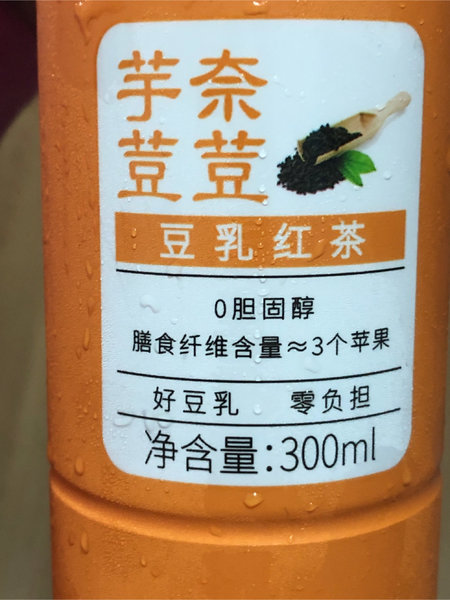 芋奈
荳荳
豆乳红茶
0胆固醇
膳食纤维含量≈3个苹果
好豆乳 零负担
净含量:300ml